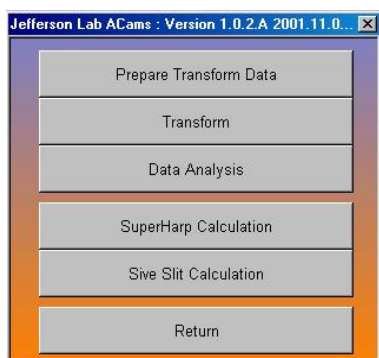 Jefferson Lab ACams : Version 1.0.2.A 2001.11.0...
Prepare Transform Data
Transform
Data Analysis
SuperHarp Calculation
Sive Slit Calculation
Return